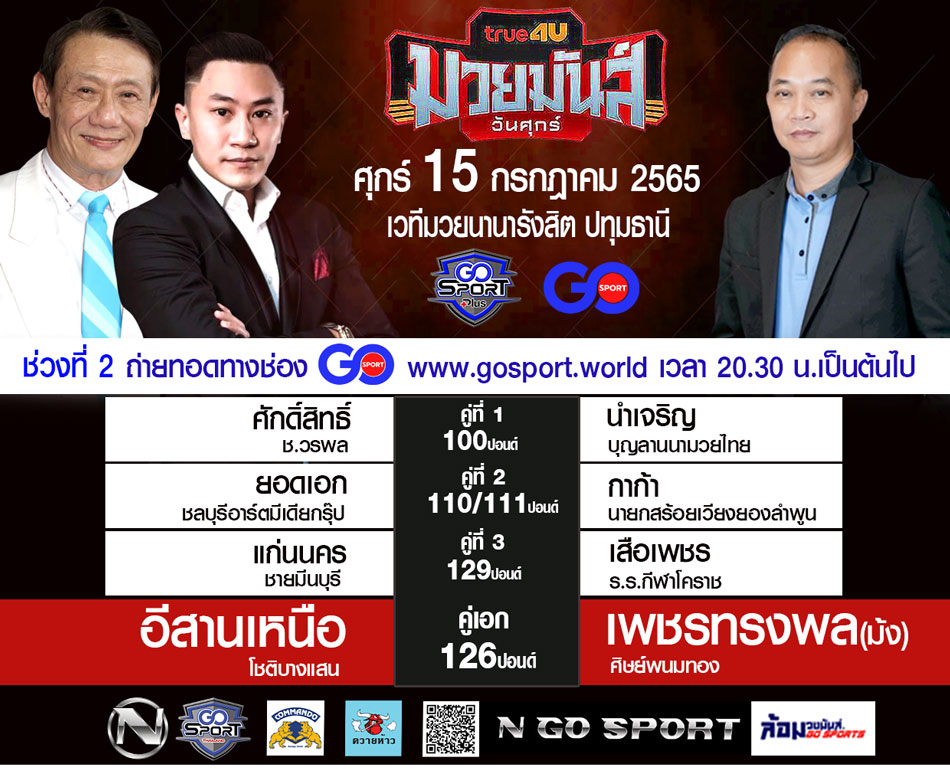 true4U
มวยมันส์
วันศุกร์
ศุกร์ 15 กรกฎาคม 2565
เวทีมวยนานารังสิต ปทุมธานี
GO SPORT Plus
GO SPORT
ช่วงที่ 2 ถ่ายทอดทางช่อง GO SPORT www.gosport.world เวลา 20.30 น.เป็นต้นไป
ศักดิ์สิทธิ์ คู่ที่ 1 นำเจริญ
ช.วรพล 100ปอนด์ บุญลานนามวยไทย
ยอดเอก คู่ที่ 2 กาก้า
ชลบุรีอาร์ตมีเดียกรุ๊ป 110/111ปอนด์ นายกสร้อยเวียงยองลำพูน
แก่นนคร คู่ที่ 3 เสือเพชร
ชายมีนบุรี 129ปอนด์ ร.ร.กีฬาโคราช
อีสานเหนือ คู่เอก เพชรทรงพล(ม้ง)
โชติบางแสน 126ปอนด์ ศิษย์พนมทอง
N GO SPORT COMMANDO ควายท้าว N GO SPORT ล้อมวงมันส์. GO SPORTS